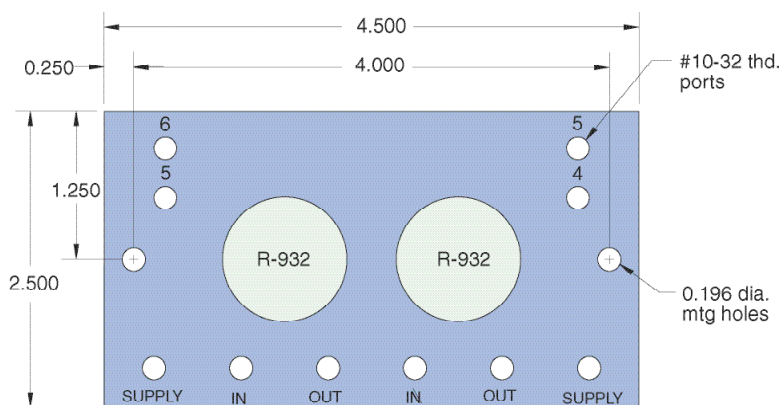 4.500
0.250
4.000
#10-32 thd.
ports
6
5
5
4
1.250
R-932
R-932
2.500
0.196 dia.
mtg holes
SUPPLY
IN
OUT
IN
OUT
SUPPLY